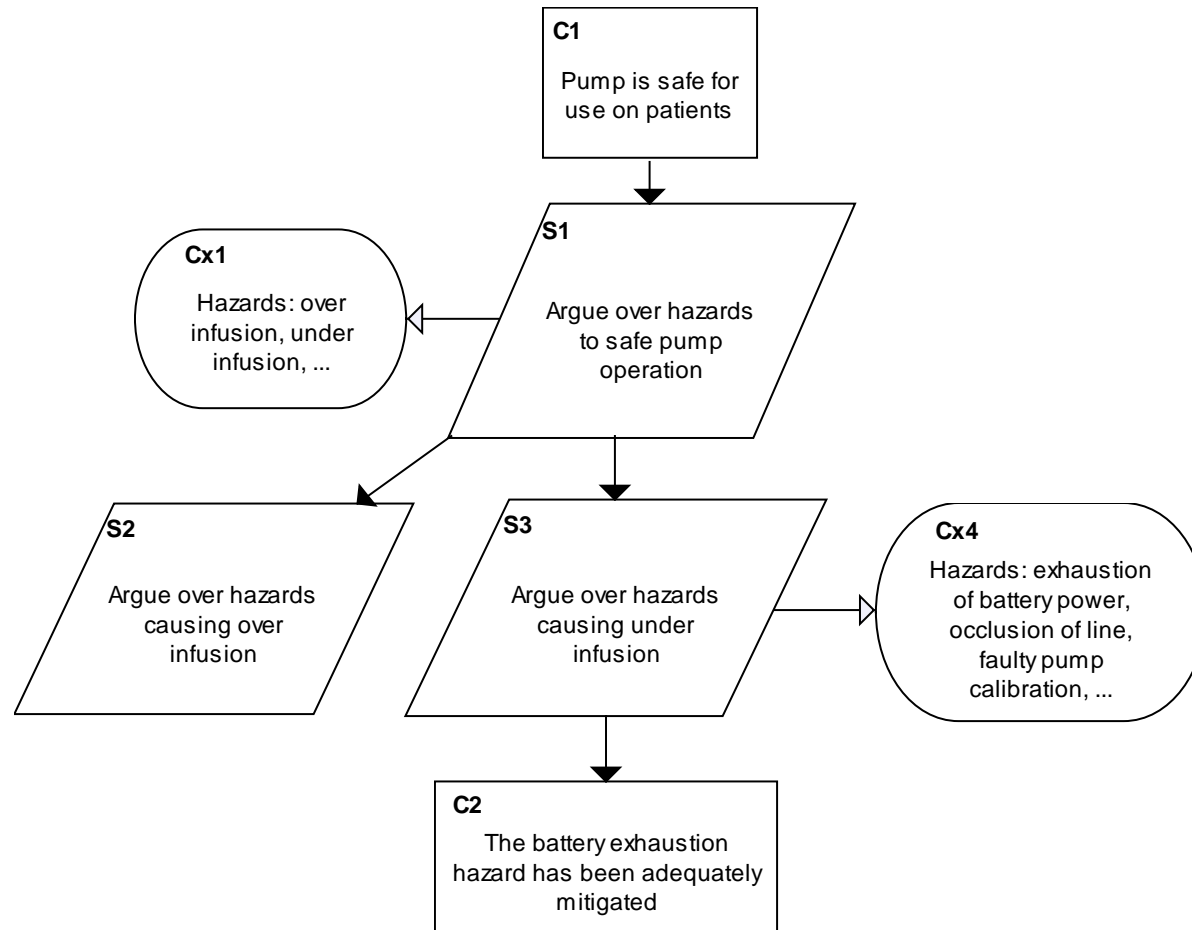 C1
Pump is safe for
use on patients
S1
Argue over hazards
to safe pump
operation
Cx1
Hazards: over
infusion, under
infusion, ...
S2
Argue over hazards
causing over
infusion
S3
Argue over hazards
causing under
infusion
Cx4
Hazards: exhaustion
of battery power,
occlusion of line,
faulty pump
calibration, ...
C2
The battery exhaustion
hazard has been adequately
mitigated